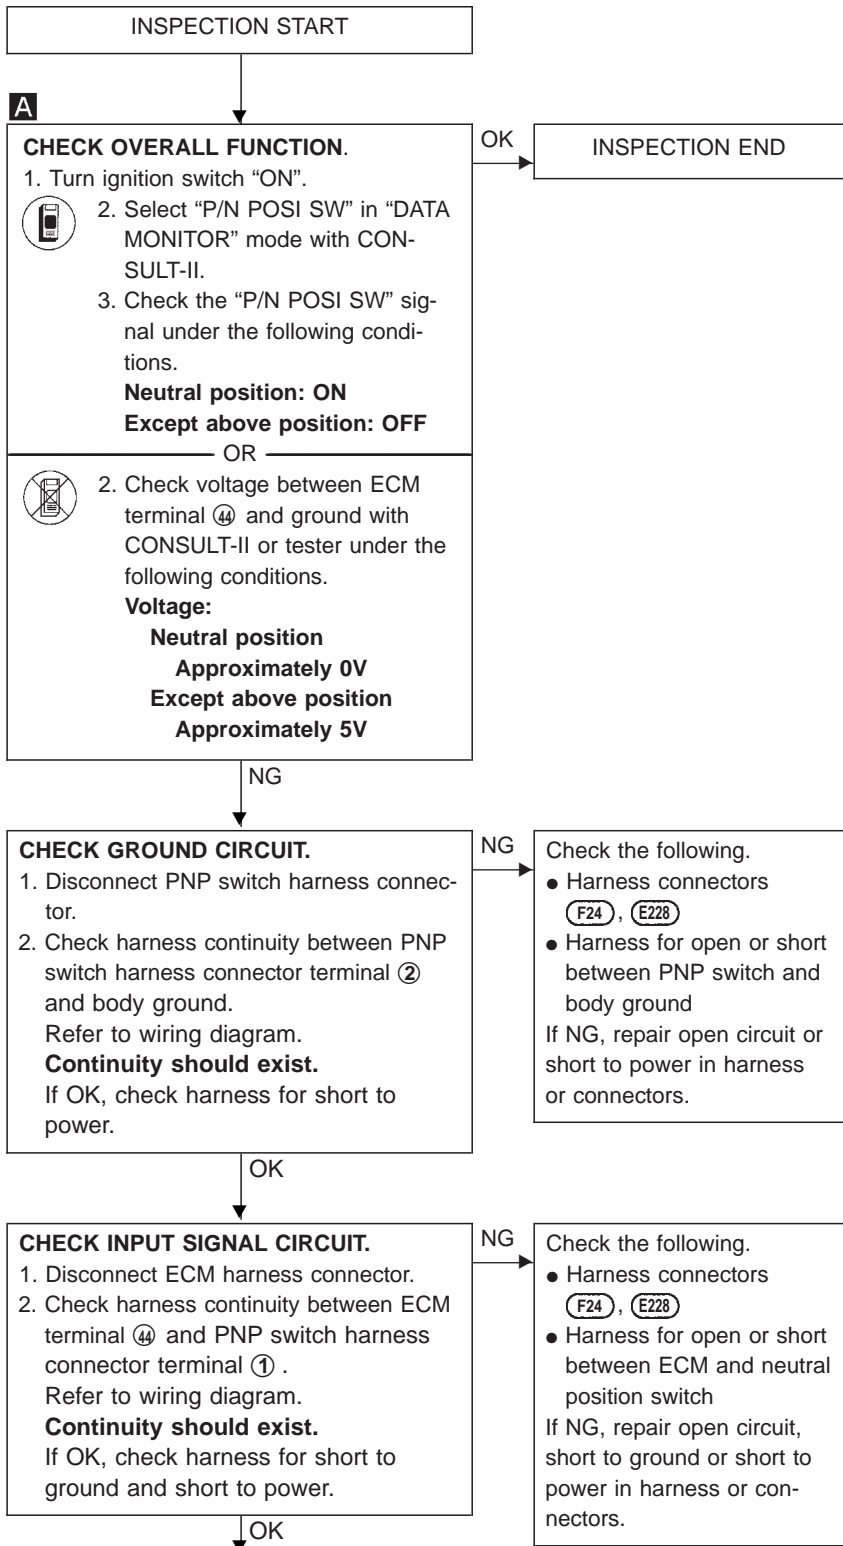 INSPECTION START
A
CHECK OVERALL FUNCTION.
1. Turn ignition switch “ON”.
2. Select “P/N POSI SW” in “DATA
MONITOR” mode with CON-
SULT-II.
3. Check the “P/N POSI SW” sig-
nal under the following condi-
tions.
Neutral position: ON
Except above position: OFF
OR
2. Check voltage between ECM
terminal ㊹ and ground with
CONSULT-II or tester under the
following conditions.
Voltage:
Neutral position
Approximately 0V
Except above position
Approximately 5V
OK
INSPECTION END
NG
CHECK GROUND CIRCUIT.
1. Disconnect PNP switch harness connec-
tor.
2. Check harness continuity between PNP
switch harness connector terminal ②
and body ground.
Refer to wiring diagram.
Continuity should exist.
If OK, check harness for short to
power.
NG
Check the following.
● Harness connectors
F24 , E228
● Harness for open or short
between PNP switch and
body ground
If NG, repair open circuit or
short to power in harness
or connectors.
OK
CHECK INPUT SIGNAL CIRCUIT.
1. Disconnect ECM harness connector.
2. Check harness continuity between ECM
terminal ㊹ and PNP switch harness
connector terminal ① .
Refer to wiring diagram.
Continuity should exist.
If OK, check harness for short to
ground and short to power.
NG
Check the following.
● Harness connectors
F24 , E228
● Harness for open or short
between ECM and neutral
position switch
If NG, repair open circuit,
short to ground or short to
power in harness or con-
nectors.
OK